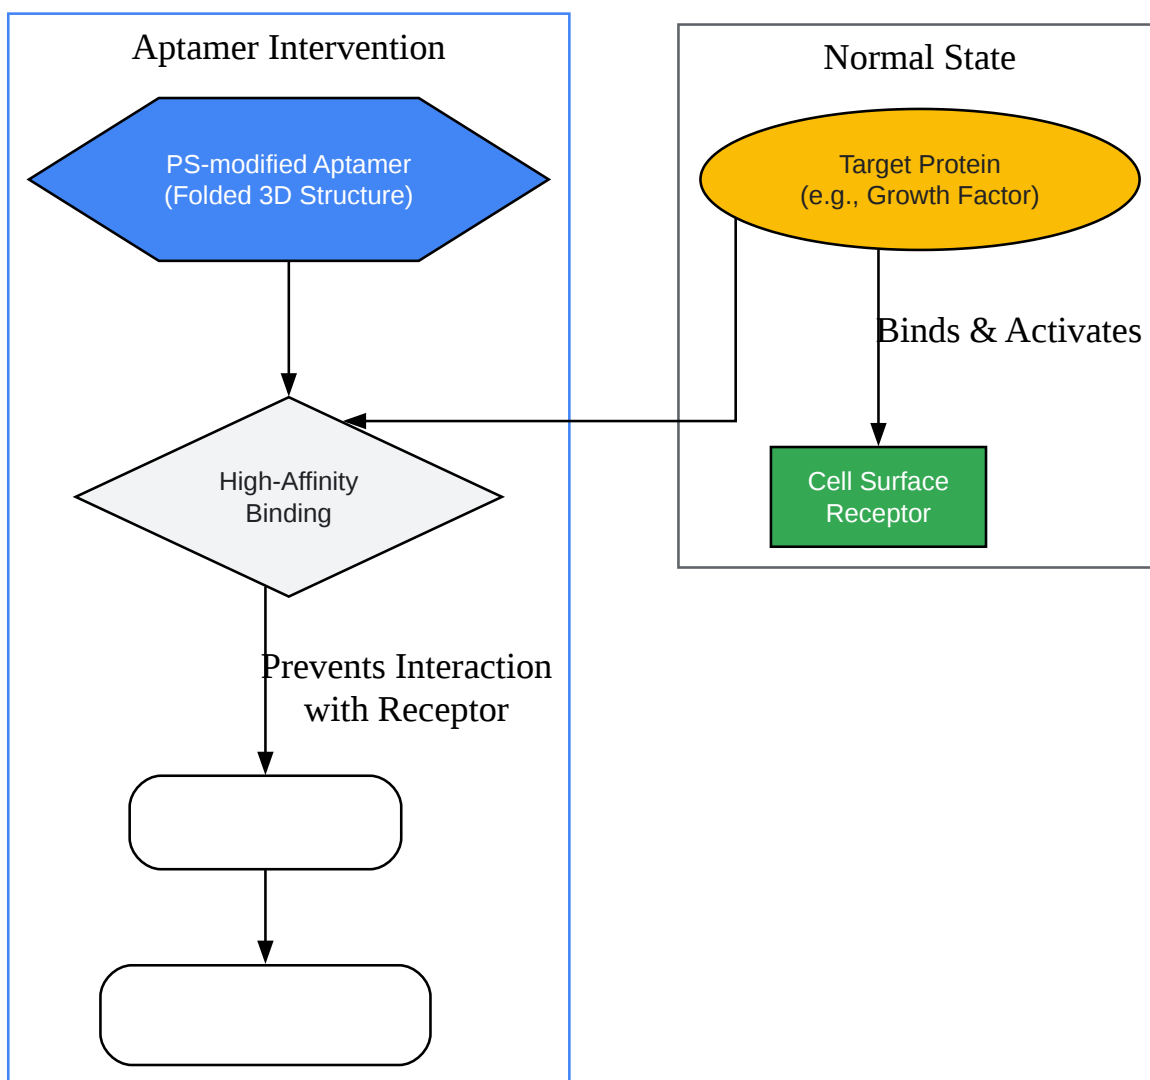 Aptamer Intervention
PS-modified Aptamer
(Folded 3D Structure)
High-Affinity
Binding
Prevents Interaction
with Receptor
Normal State
Target Protein
(e.g., Growth Factor)
Binds & Activates
Cell Surface
Receptor